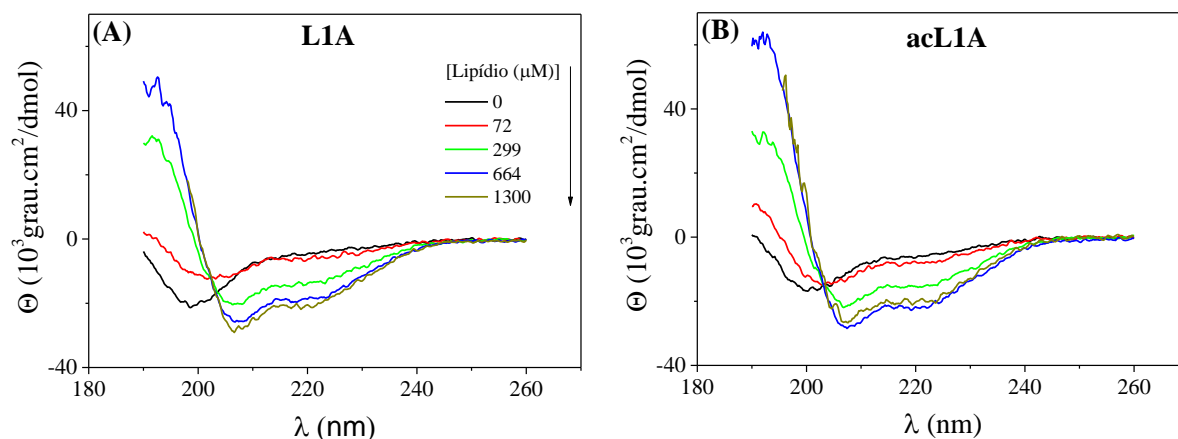 (A)
L1A
[Lipídio (μM)]
0
72
299
664
1300
Θ (10³grau.cm²/dmol)
40
0
-40
180
200
220
240
260
λ (nm)
(B)
acL1A
Θ (10³grau.cm²/dmol)
40
0
-40
180
200
220
240
260
λ (nm)